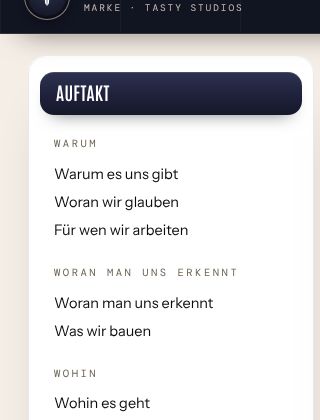 MARKE · TASTY STUDIOS
AUFTAKT
WARUM
Warum es uns gibt
Woran wir glauben
Für wen wir arbeiten
WORAN MAN UNS ERKENNT
Woran man uns erkennt
Was wir bauen
WOHIN
Wohin es geht